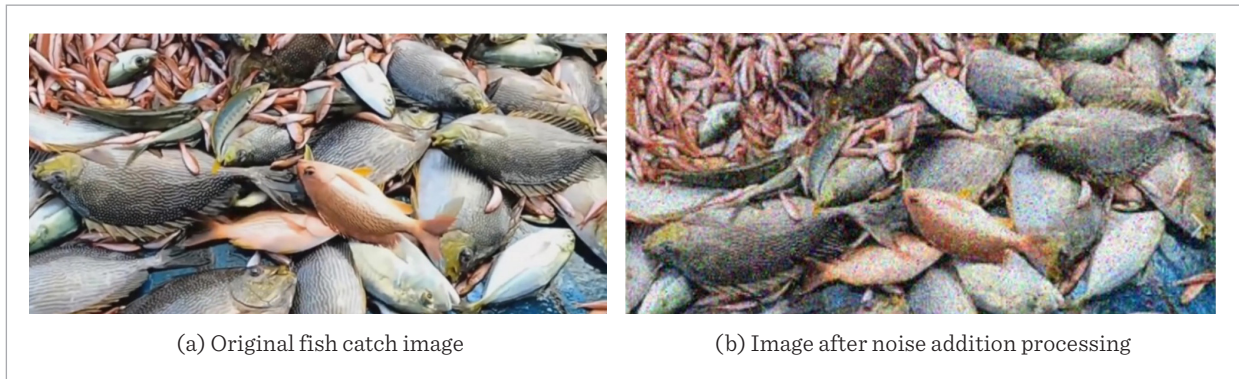 (a) Original fish catch image
(b) Image after noise addition processing